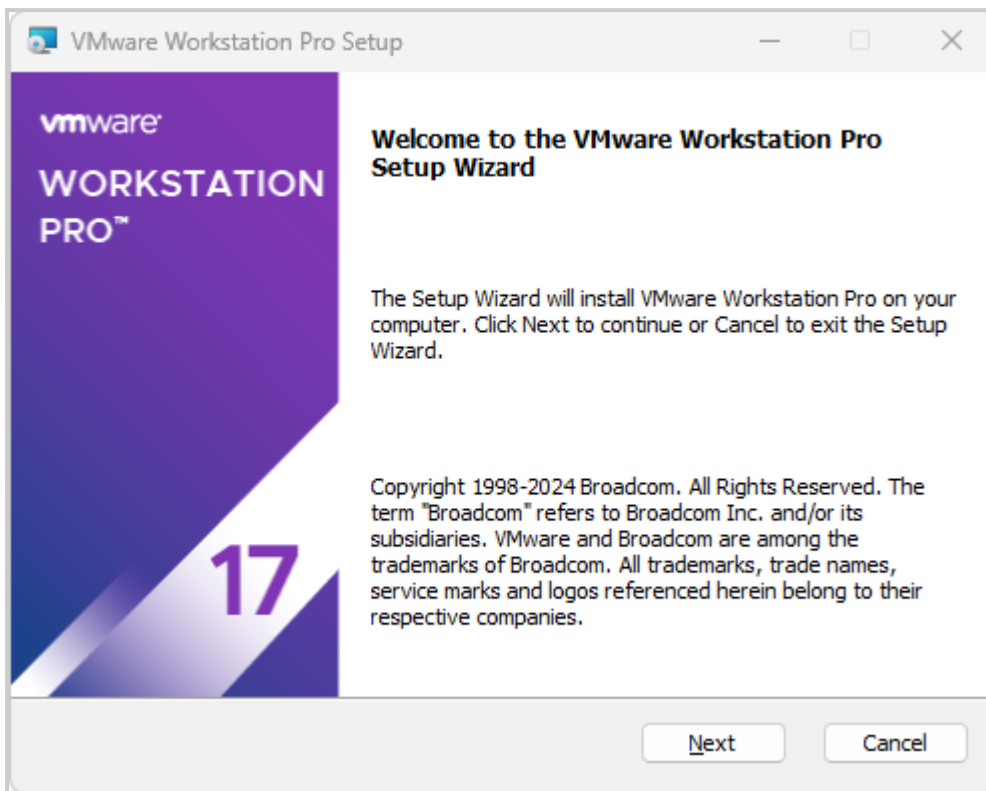 VMware Workstation Pro Setup
vmware
WORKSTATION
PRO™
17
Welcome to the VMware Workstation Pro
Setup Wizard
The Setup Wizard will install VMware Workstation Pro on your
computer. Click Next to continue or Cancel to exit the Setup
Wizard.
Copyright 1998-2024 Broadcom. All Rights Reserved. The
term "Broadcom" refers to Broadcom Inc. and/or its
subsidiaries. VMware and Broadcom are among the
trademarks of Broadcom. All trademarks, trade names,
service marks and logos referenced herein belong to their
respective companies.
Next
Cancel